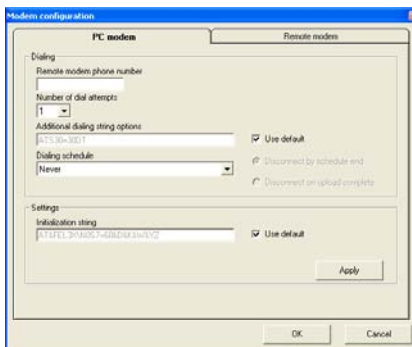 Modem configuration
PC modem
Remote modem
Dialing
Remote modem phone number
Number of dial attempts
1
Additional dialing string options
ATS30=30DT
Use default
Dialing schedule
Never
Disconnect by schedule end
Disconnect on upload complete
Settings
Initialization string
Use default
Apply
OK
Cancel